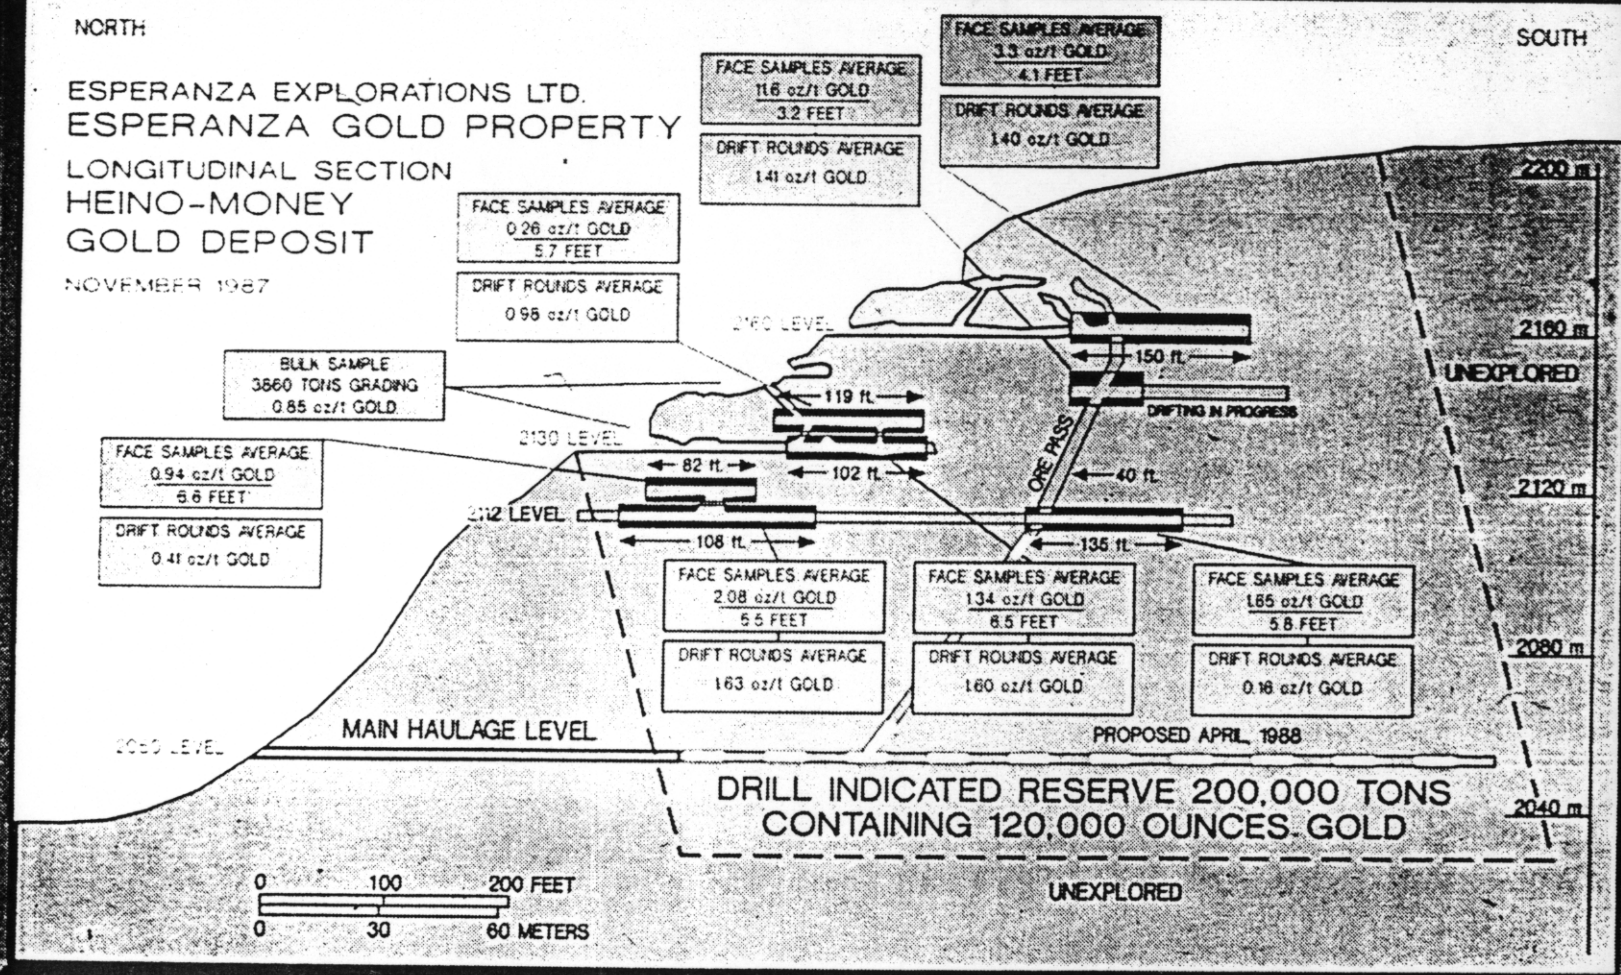 NORTH
SOUTH
ESPERANZA EXPLORATIONS LTD.
ESPERANZA GOLD PROPERTY
LONGITUDINAL SECTION
HEINO-MONEY
GOLD DEPOSIT
NOVEMBER 1987
FACE SAMPLES AVERAGE
3.3 oz/t GOLD
4.1 FEET
DRIFT ROUNDS AVERAGE
1.40 oz/t GOLD
FACE SAMPLES AVERAGE
11.6 oz/t GOLD
3.2 FEET
DRIFT ROUNDS AVERAGE
1.41 oz/t GOLD
FACE SAMPLES AVERAGE
0.26 oz/t GOLD
5.7 FEET
DRIFT ROUNDS AVERAGE
oz/t GOLD
BULK SAMPLE
3860 TONS GRADING
0.85 oz/t GOLD
FACE SAMPLES AVERAGE
0.94 oz/t GOLD
FEET
DRIFT ROUNDS AVERAGE
0.41 oz/t GOLD
2160 LEVEL
2130 LEVEL
2112 LEVEL
2050 LEVEL
150 ft.
DRIFTING IN PROGRESS
119 ft.
102 ft.
82 ft.
108 ft.
ORE PASS
40 ft.
135 ft.
2200 m
2160 m
UNEXPLORED
2120 m
2080 m
2040 m
FACE SAMPLES AVERAGE
2.08 oz/t GOLD
5.5 FEET
DRIFT ROUNDS AVERAGE
1.63 oz/t GOLD
FACE SAMPLES AVERAGE
1.34 oz/t GOLD
6.5 FEET
DRIFT ROUNDS AVERAGE
1.60 oz/t GOLD
FACE SAMPLES AVERAGE
1.65 oz/t GOLD
5.8 FEET
DRIFT ROUNDS AVERAGE
0.16 oz/t GOLD
MAIN HAULAGE LEVEL
PROPOSED APRIL, 1988
DRILL INDICATED RESERVE 200,000 TONS
CONTAINING 120,000 OUNCES GOLD
UNEXPLORED
0 100 200 FEET
0 30 60 METERS